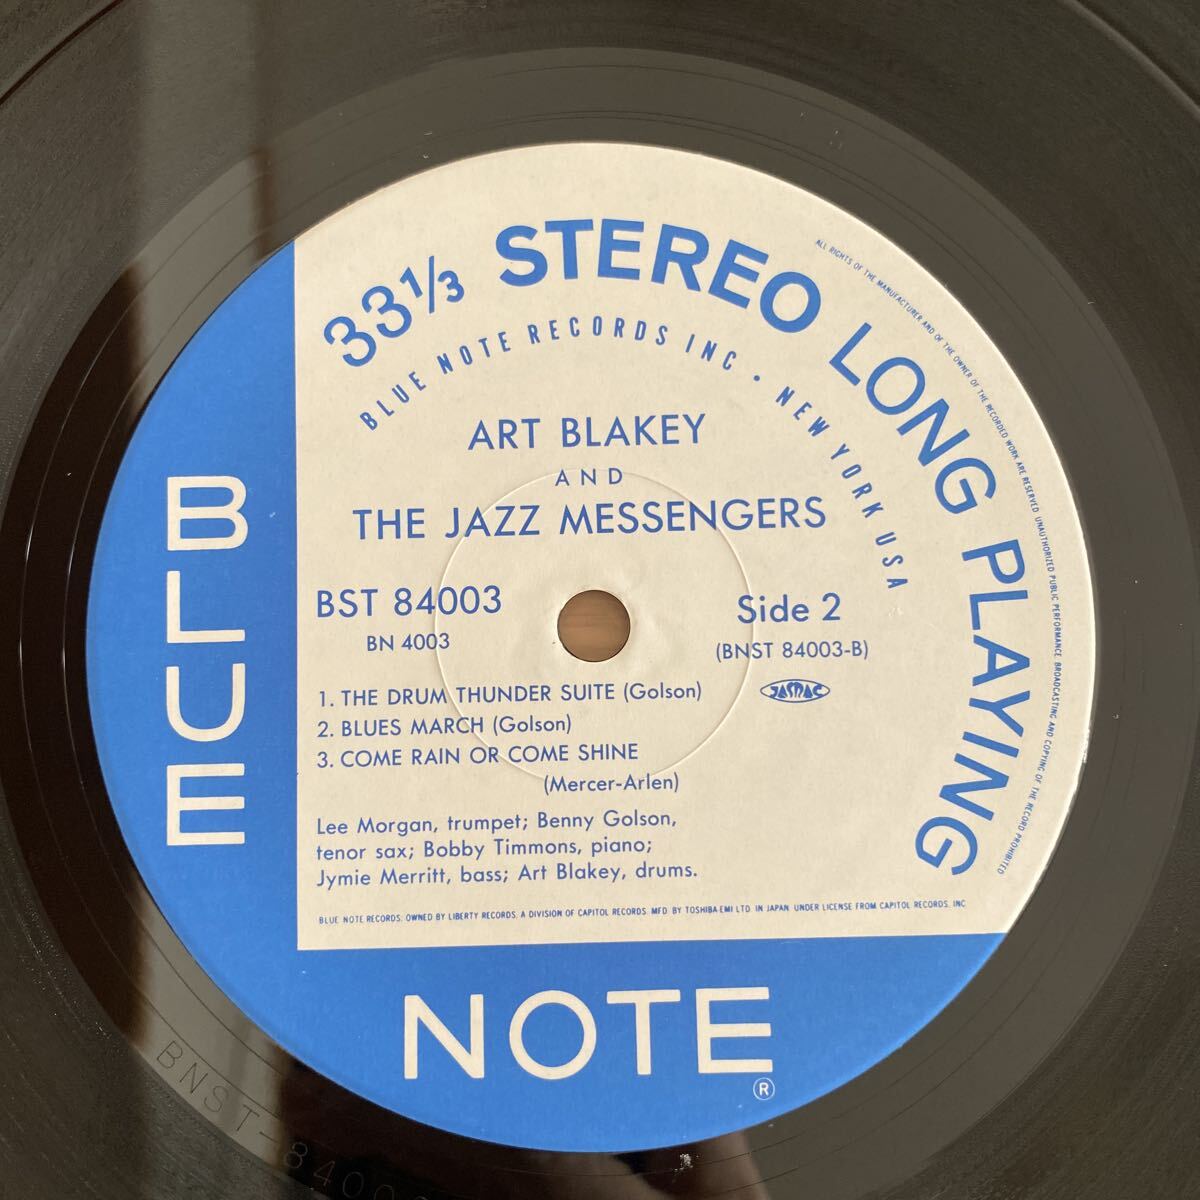 33⅓ STEREO LONG PLAYING
BLUE NOTE RECORDS INC • NEW YORK USA
ALL RIGHTS OF THE MANUFACTURER AND OF THE OWNER OF THE RECORDED WORK ARE RESERVED. UNAUTHORIZED PUBLIC PERFORMANCE BROADCASTING AND COPYING OF THE RECORD PROHIBITED
ART BLAKEY
AND
THE JAZZ MESSENGERS
BST 84003
BN 4003
Side 2
(BNST 84003-B)
JASRAC
1. THE DRUM THUNDER SUITE (Golson)
2. BLUES MARCH (Golson)
3. COME RAIN OR COME SHINE
(Mercer-Arlen)
Lee Morgan, trumpet; Benny Golson,
tenor sax; Bobby Timmons, piano;
Jymie Merritt, bass; Art Blakey, drums.
BLUE NOTE RECORDS: OWNED BY LIBERTY RECORDS. A DIVISION OF CAPITOL RECORDS. MFD. BY TOSHIBA-EMI LTD. IN JAPAN UNDER LICENSE FROM CAPITOL RECORDS, INC
BLUE
NOTE
®
BNST-8400